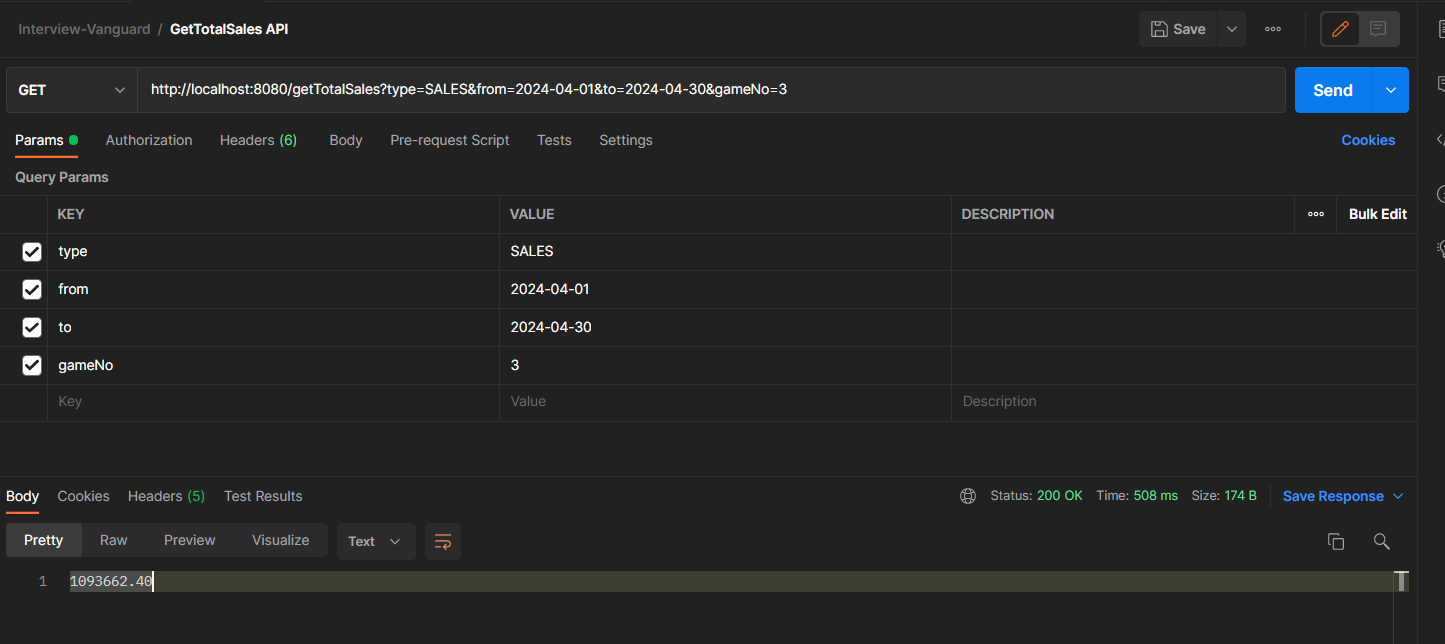 Interview-Vanguard / GetTotalSales API
Save
GET
http://localhost:8080/getTotalSales?type=SALES&from=2024-04-01&to=2024-04-30&gameNo=3
Send
Params Authorization Headers (6) Body Pre-request Script Tests Settings Cookies
Query Params
KEY VALUE DESCRIPTION Bulk Edit
type SALES
from 2024-04-01
to 2024-04-30
gameNo 3
Key Value Description
Body Cookies Headers (5) Test Results Status: 200 OK Time: 508 ms Size: 174 B Save Response
Pretty Raw Preview Visualize Text
1 1093662.40